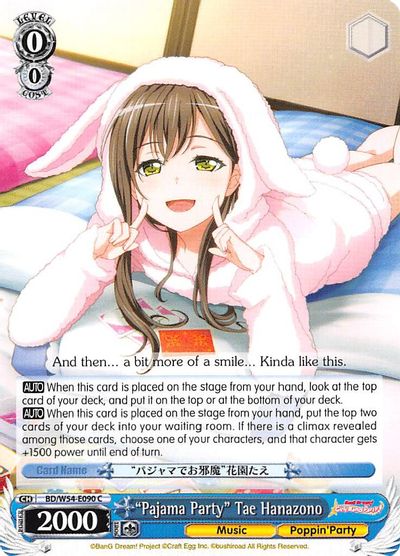 LEVEL
0
0
COST
And then... a bit more of a smile... Kinda like this.
AUTO When this card is placed on the stage from your hand, look at the top
card of your deck, and put it on the top or at the bottom of your deck.
AUTO When this card is placed on the stage from your hand, put the top two
cards of your deck into your waiting room. If there is a climax revealed
among those cards, choose one of your characters, and that character gets
+1500 power until end of turn.
Card Name
"パジャマでお邪魔"花園たえ
CH BD/W54-E090 C
POWER
2000
SOUL
"Pajama Party" Tae Hanazono
Music
Poppin'Party
©BanG Dream! Project ©Craft Egg Inc. ©bushiroad All Rights Reserved.